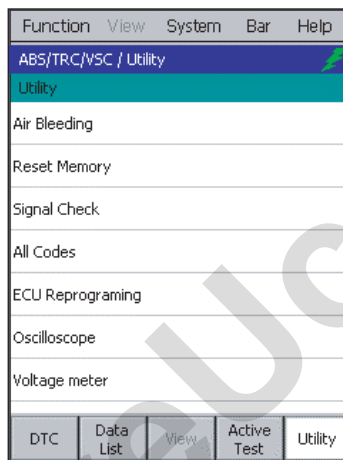 Function View System Bar Help
ABS/TRC/VSC / Utility
Utility
Air Bleeding
Reset Memory
Signal Check
All Codes
ECU Reprograming
Oscilloscope
Voltage meter
DTC Data List View Active Test Utility